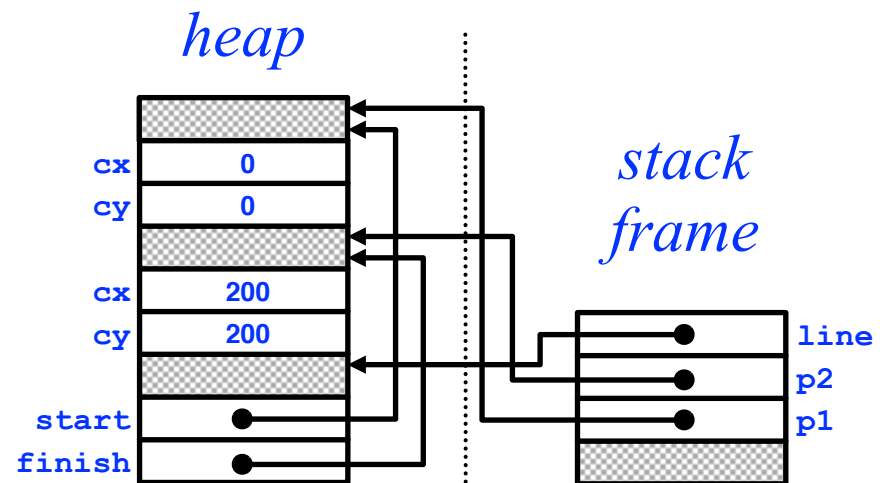 heap
cx 0
cy 0
cx 200
cy 200
start
finish
stack
frame
line
p2
p1